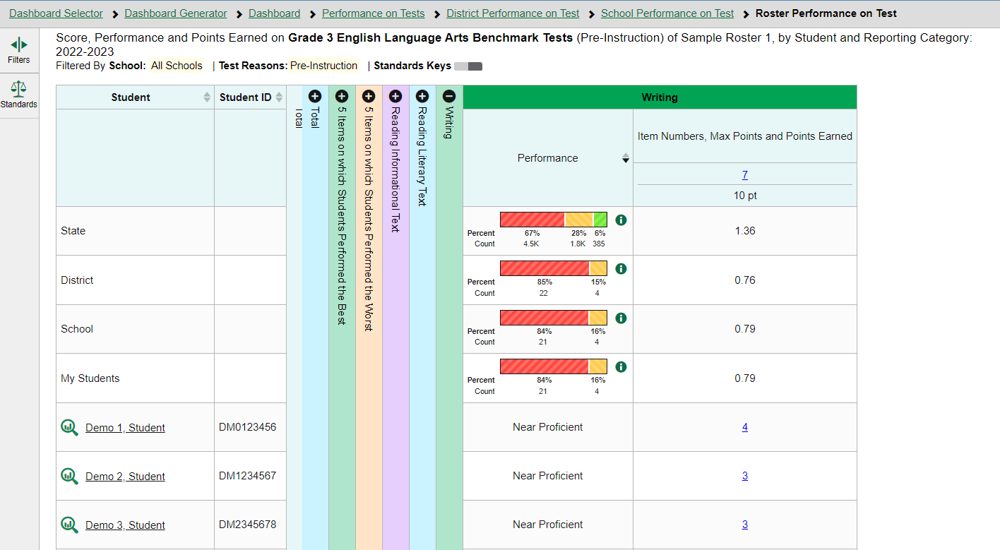 Dashboard Selector > Dashboard Generator > Dashboard > Performance on Tests > District Performance on Test > School Performance on Test > Roster Performance on Test
Filters
Standards
Score, Performance and Points Earned on Grade 3 English Language Arts Benchmark Tests (Pre-Instruction) of Sample Roster 1, by Student and Reporting Category:
2022-2023
Filtered By School: All Schools | Test Reasons: Pre-Instruction | Standards Keys
Student
Student ID
Total
Total
5 Items on which Students Performed the Best
5 Items on which Students Performed the Worst
Reading Informational Text
Reading Literary Text
Writing
Writing
Performance
Item Numbers, Max Points and Points Earned
7
10 pt
State
Percent 67% 28% 6%
Count 4.5K 1.8K 385
1.36
District
Percent 85% 15%
Count 22 4
0.76
School
Percent 84% 16%
Count 21 4
0.79
My Students
Percent 84% 16%
Count 21 4
0.79
Demo 1, Student DM0123456 Near Proficient 4
Demo 2, Student DM1234567 Near Proficient 3
Demo 3, Student DM2345678 Near Proficient 3